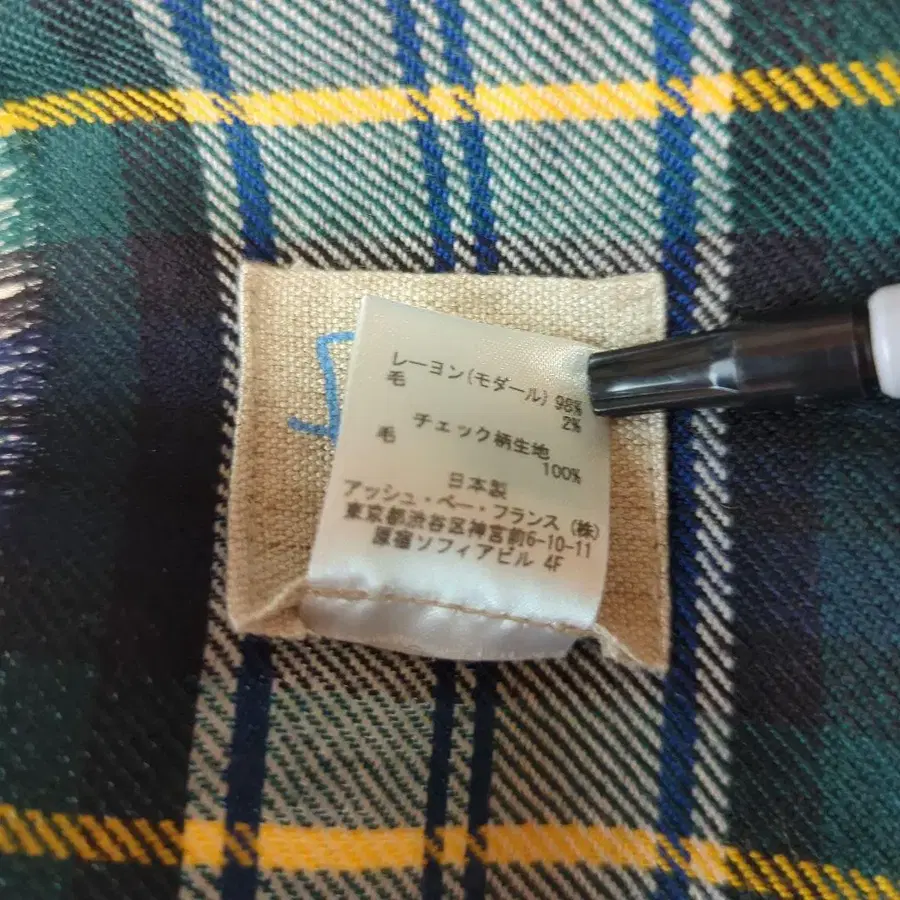 レーヨン(モダール) 98%
毛 2%
チェック柄生地
毛 100%
日本製
アッシュ・ペー・フランス (株)
東京都渋谷区神宮前6-10-11
原宿ソフィアビル 4F